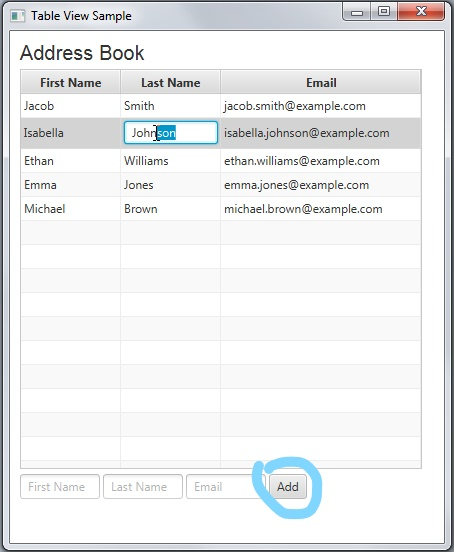 Table View Sample
Address Book
First Name Last Name Email
Jacob Smith jacob.smith@example.com
Isabella Johnson isabella.johnson@example.com
Ethan Williams ethan.williams@example.com
Emma Jones emma.jones@example.com
Michael Brown michael.brown@example.com
First Name Last Name Email Add